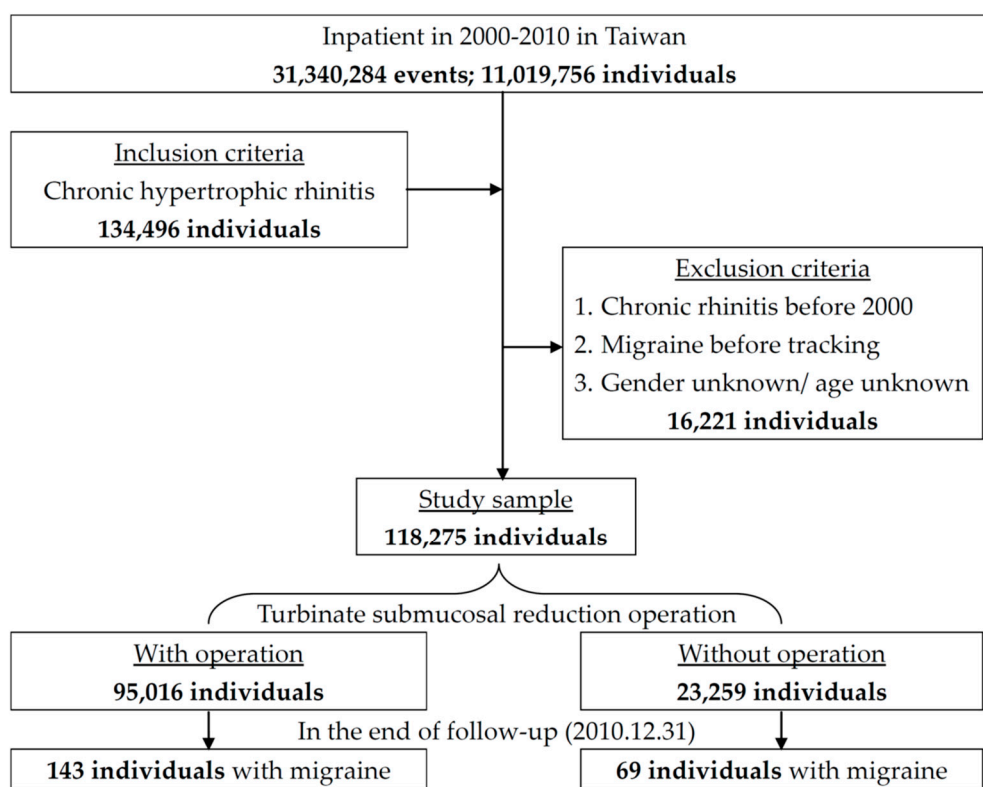 Inpatient in 2000-2010 in Taiwan
31,340,284 events; 11,019,756 individuals
Inclusion criteria
Chronic hypertrophic rhinitis
134,496 individuals
Exclusion criteria
1. Chronic rhinitis before 2000
2. Migraine before tracking
3. Gender unknown/ age unknown
16,221 individuals
Study sample
118,275 individuals
Turbinate submucosal reduction operation
With operation
95,016 individuals
Without operation
23,259 individuals
In the end of follow-up (2010.12.31)
143 individuals with migraine
69 individuals with migraine